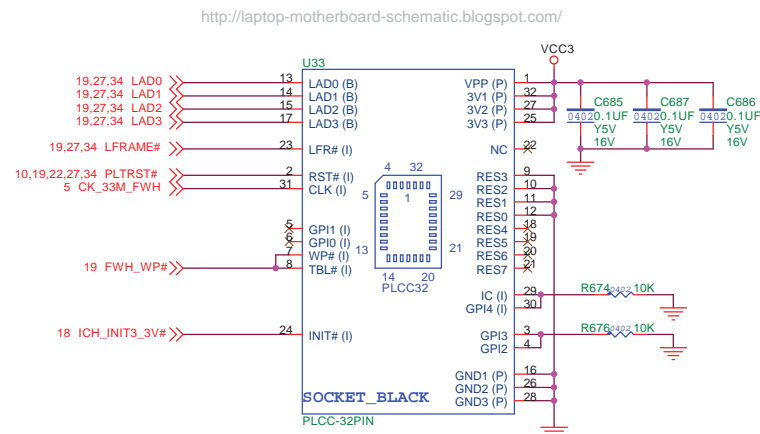 http://laptop-motherboard-schematic.blogspot.com/
VCC3
U33
19,27,34 LAD0 13 LAD0 (B) VPP (P) 1
19,27,34 LAD1 14 LAD1 (B) 3V1 (P) 32
19,27,34 LAD2 15 LAD2 (B) 3V2 (P) 27
19,27,34 LAD3 17 LAD3 (B) 3V3 (P) 25
C685 C687 C686
0402 0.1UF 0402 0.1UF 0402 0.1UF
Y5V Y5V Y5V
16V 16V 16V
19,27,34 LFRAME# 23 LFR# (I) NC 22
10,19,22,27,34 PLTRST# 2 RST# (I) RES3 9
5 CK_33M_FWH 31 CLK (I) RES2 10
RES1 11
RES0 12
5 GPI1 (I) RES4 18
6 GPI0 (I) RES5 19
7 WP# (I) RES6 20
19 FWH_WP# 8 TBL# (I) RES7 21
4 32
5 1 29
13 21
14 20
PLCC32
IC (I) 29 R674 0402 10K
GPI4 (I) 30
18 ICH_INIT3_3V# 24 INIT# (I) GPI3 3 R676 0402 10K
GPI2 4
GND1 (P) 16
GND2 (P) 26
GND3 (P) 28
SOCKET_BLACK
PLCC-32PIN